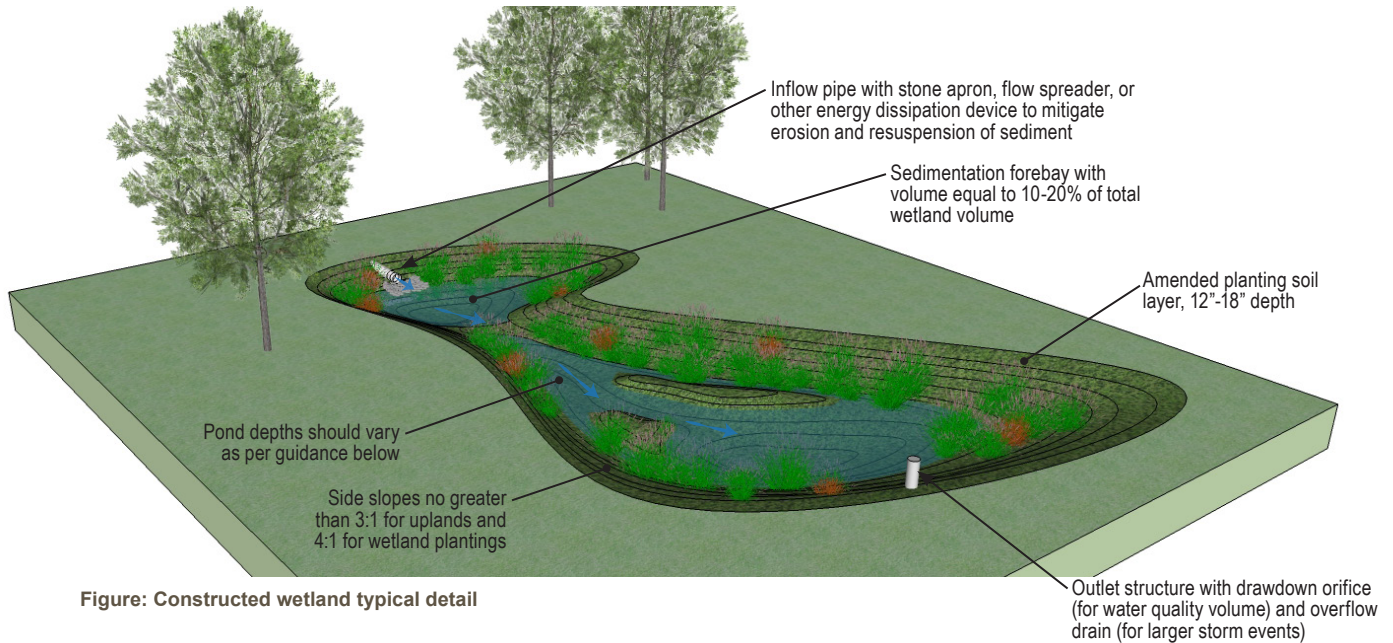 Inflow pipe with stone apron, flow spreader, or
other energy dissipation device to mitigate
erosion and resuspension of sediment
Sedimentation forebay with
volume equal to 10-20% of total
wetland volume
Amended planting soil
layer, 12”-18” depth
Pond depths should vary
as per guidance below
Side slopes no greater
than 3:1 for uplands and
4:1 for wetland plantings
Outlet structure with drawdown orifice
(for water quality volume) and overflow
drain (for larger storm events)
Figure: Constructed wetland typical detail